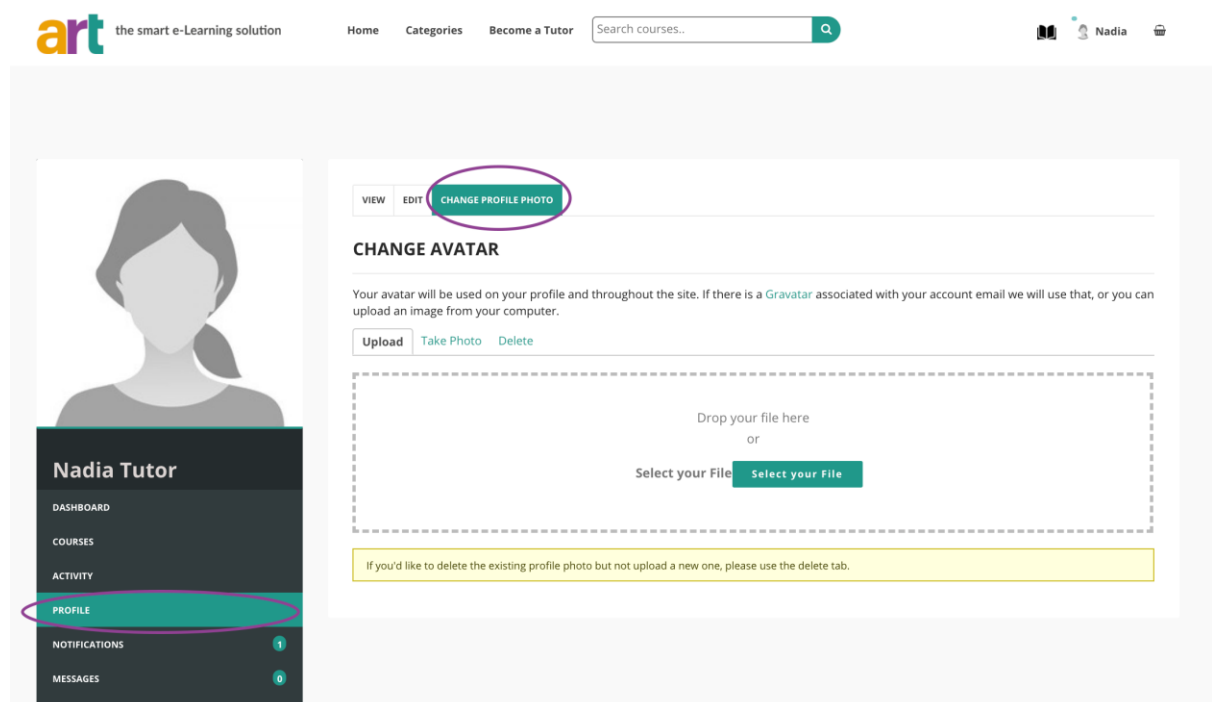 art the smart e-Learning solution Home Categories Become a Tutor Search courses.. Nadia
VIEW EDIT CHANGE PROFILE PHOTO
CHANGE AVATAR
Your avatar will be used on your profile and throughout the site. If there is a Gravatar associated with your account email we will use that, or you can
upload an image from your computer.
Upload Take Photo Delete
Drop your file here
or
Select your File Select your File
If you'd like to delete the existing profile photo but not upload a new one, please use the delete tab.
Nadia Tutor
DASHBOARD
COURSES
ACTIVITY
PROFILE
NOTIFICATIONS 1
MESSAGES 0